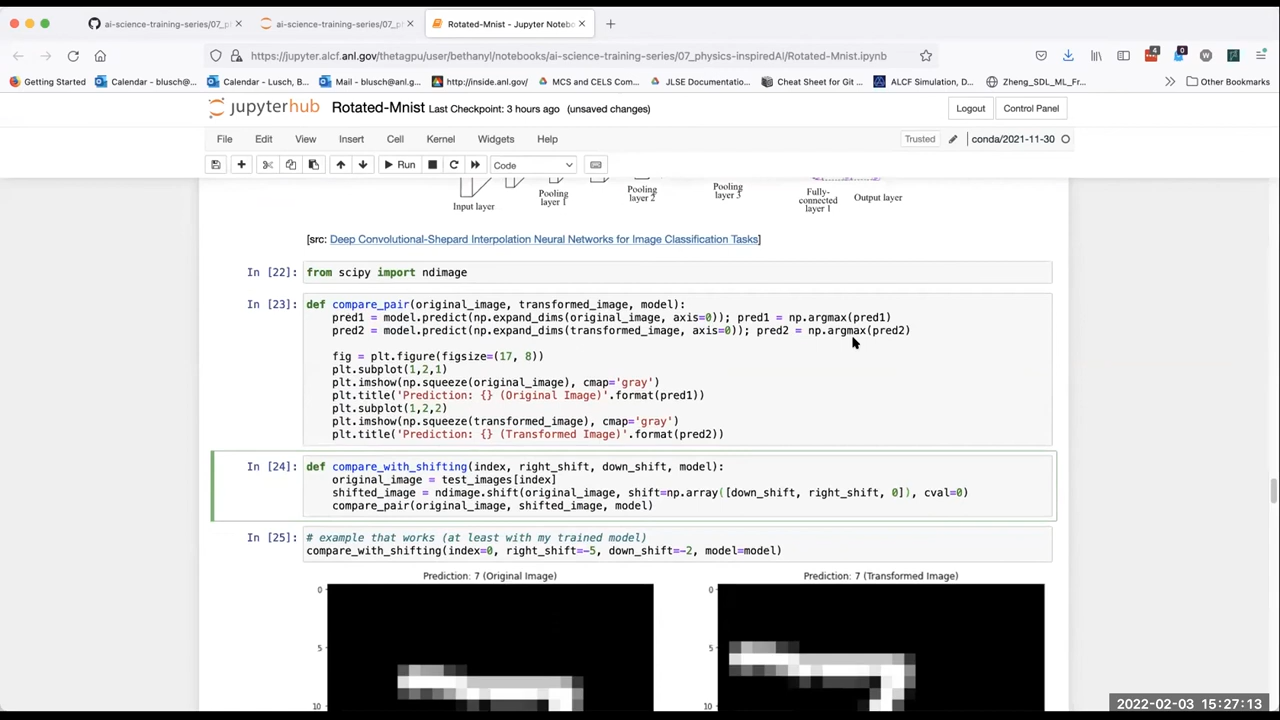 ai-science-training-series/07_p
ai-science-training-series/07_p
Rotated-Mnist - Jupyter Notebo
https://jupyter.alcf.anl.gov/thetagpu/user/bethanyl/notebooks/ai-science-training-series/07_physics-inspiredAI/Rotated-Mnist.ipynb
Getting Started
Calendar - blusch@...
Calendar - Lusch, B...
Mail - blusch@anl.g...
http://inside.anl.gov/
MCS and CELS Com...
JLSE Documentatio...
Cheat Sheet for Git ...
ALCF Simulation, D...
Zheng_SDL_ML_Fr...
Other Bookmarks
jupyterhub Rotated-Mnist Last Checkpoint: 3 hours ago (unsaved changes)
Logout
Control Panel
File Edit View Insert Cell Kernel Widgets Help
Trusted
conda/2021-11-30
Run
Code
Input layer
Pooling
layer 1
Pooling
layer 2
Pooling
layer 3
Fully-
connected
layer 1
Output layer
[src: Deep Convolutional-Shepard Interpolation Neural Networks for Image Classification Tasks]
In [22]: from scipy import ndimage
In [23]: def compare_pair(original_image, transformed_image, model):
pred1 = model.predict(np.expand_dims(original_image, axis=0)); pred1 = np.argmax(pred1)
pred2 = model.predict(np.expand_dims(transformed_image, axis=0)); pred2 = np.argmax(pred2)
fig = plt.figure(figsize=(17, 8))
plt.subplot(1,2,1)
plt.imshow(np.squeeze(original_image), cmap='gray')
plt.title('Prediction: {} (Original Image)'.format(pred1))
plt.subplot(1,2,2)
plt.imshow(np.squeeze(transformed_image), cmap='gray')
plt.title('Prediction: {} (Transformed Image)'.format(pred2))
In [24]: def compare_with_shifting(index, right_shift, down_shift, model):
original_image = test_images[index]
shifted_image = ndimage.shift(original_image, shift=np.array([down_shift, right_shift, 0]), cval=0)
compare_pair(original_image, shifted_image, model)
In [25]: # example that works (at least with my trained model)
compare_with_shifting(index=0, right_shift=-5, down_shift=-2, model=model)
Prediction: 7 (Original Image)
Prediction: 7 (Transformed Image)
0
5
10
0
5
10
2022-02-03 15:27:13